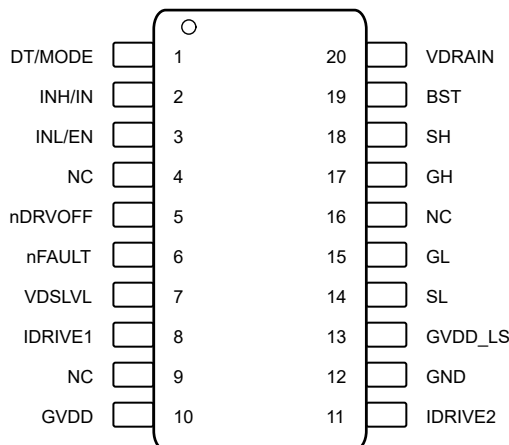 DT/MODE 1 20 VDRAIN
INH/IN 2 19 BST
INL/EN 3 18 SH
NC 4 17 GH
nDRVOFF 5 16 NC
nFAULT 6 15 GL
VDSLVL 7 14 SL
IDRIVE1 8 13 GVDD_LS
NC 9 12 GND
GVDD 10 11 IDRIVE2